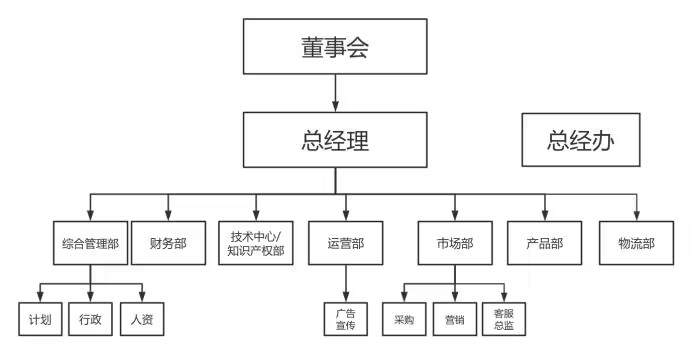 董事会
总经理
总经办
综合管理部
财务部
技术中心/
知识产权部
运营部
市场部
产品部
物流部
计划
行政
人资
广告
宣传
采购
营销
客服
总监